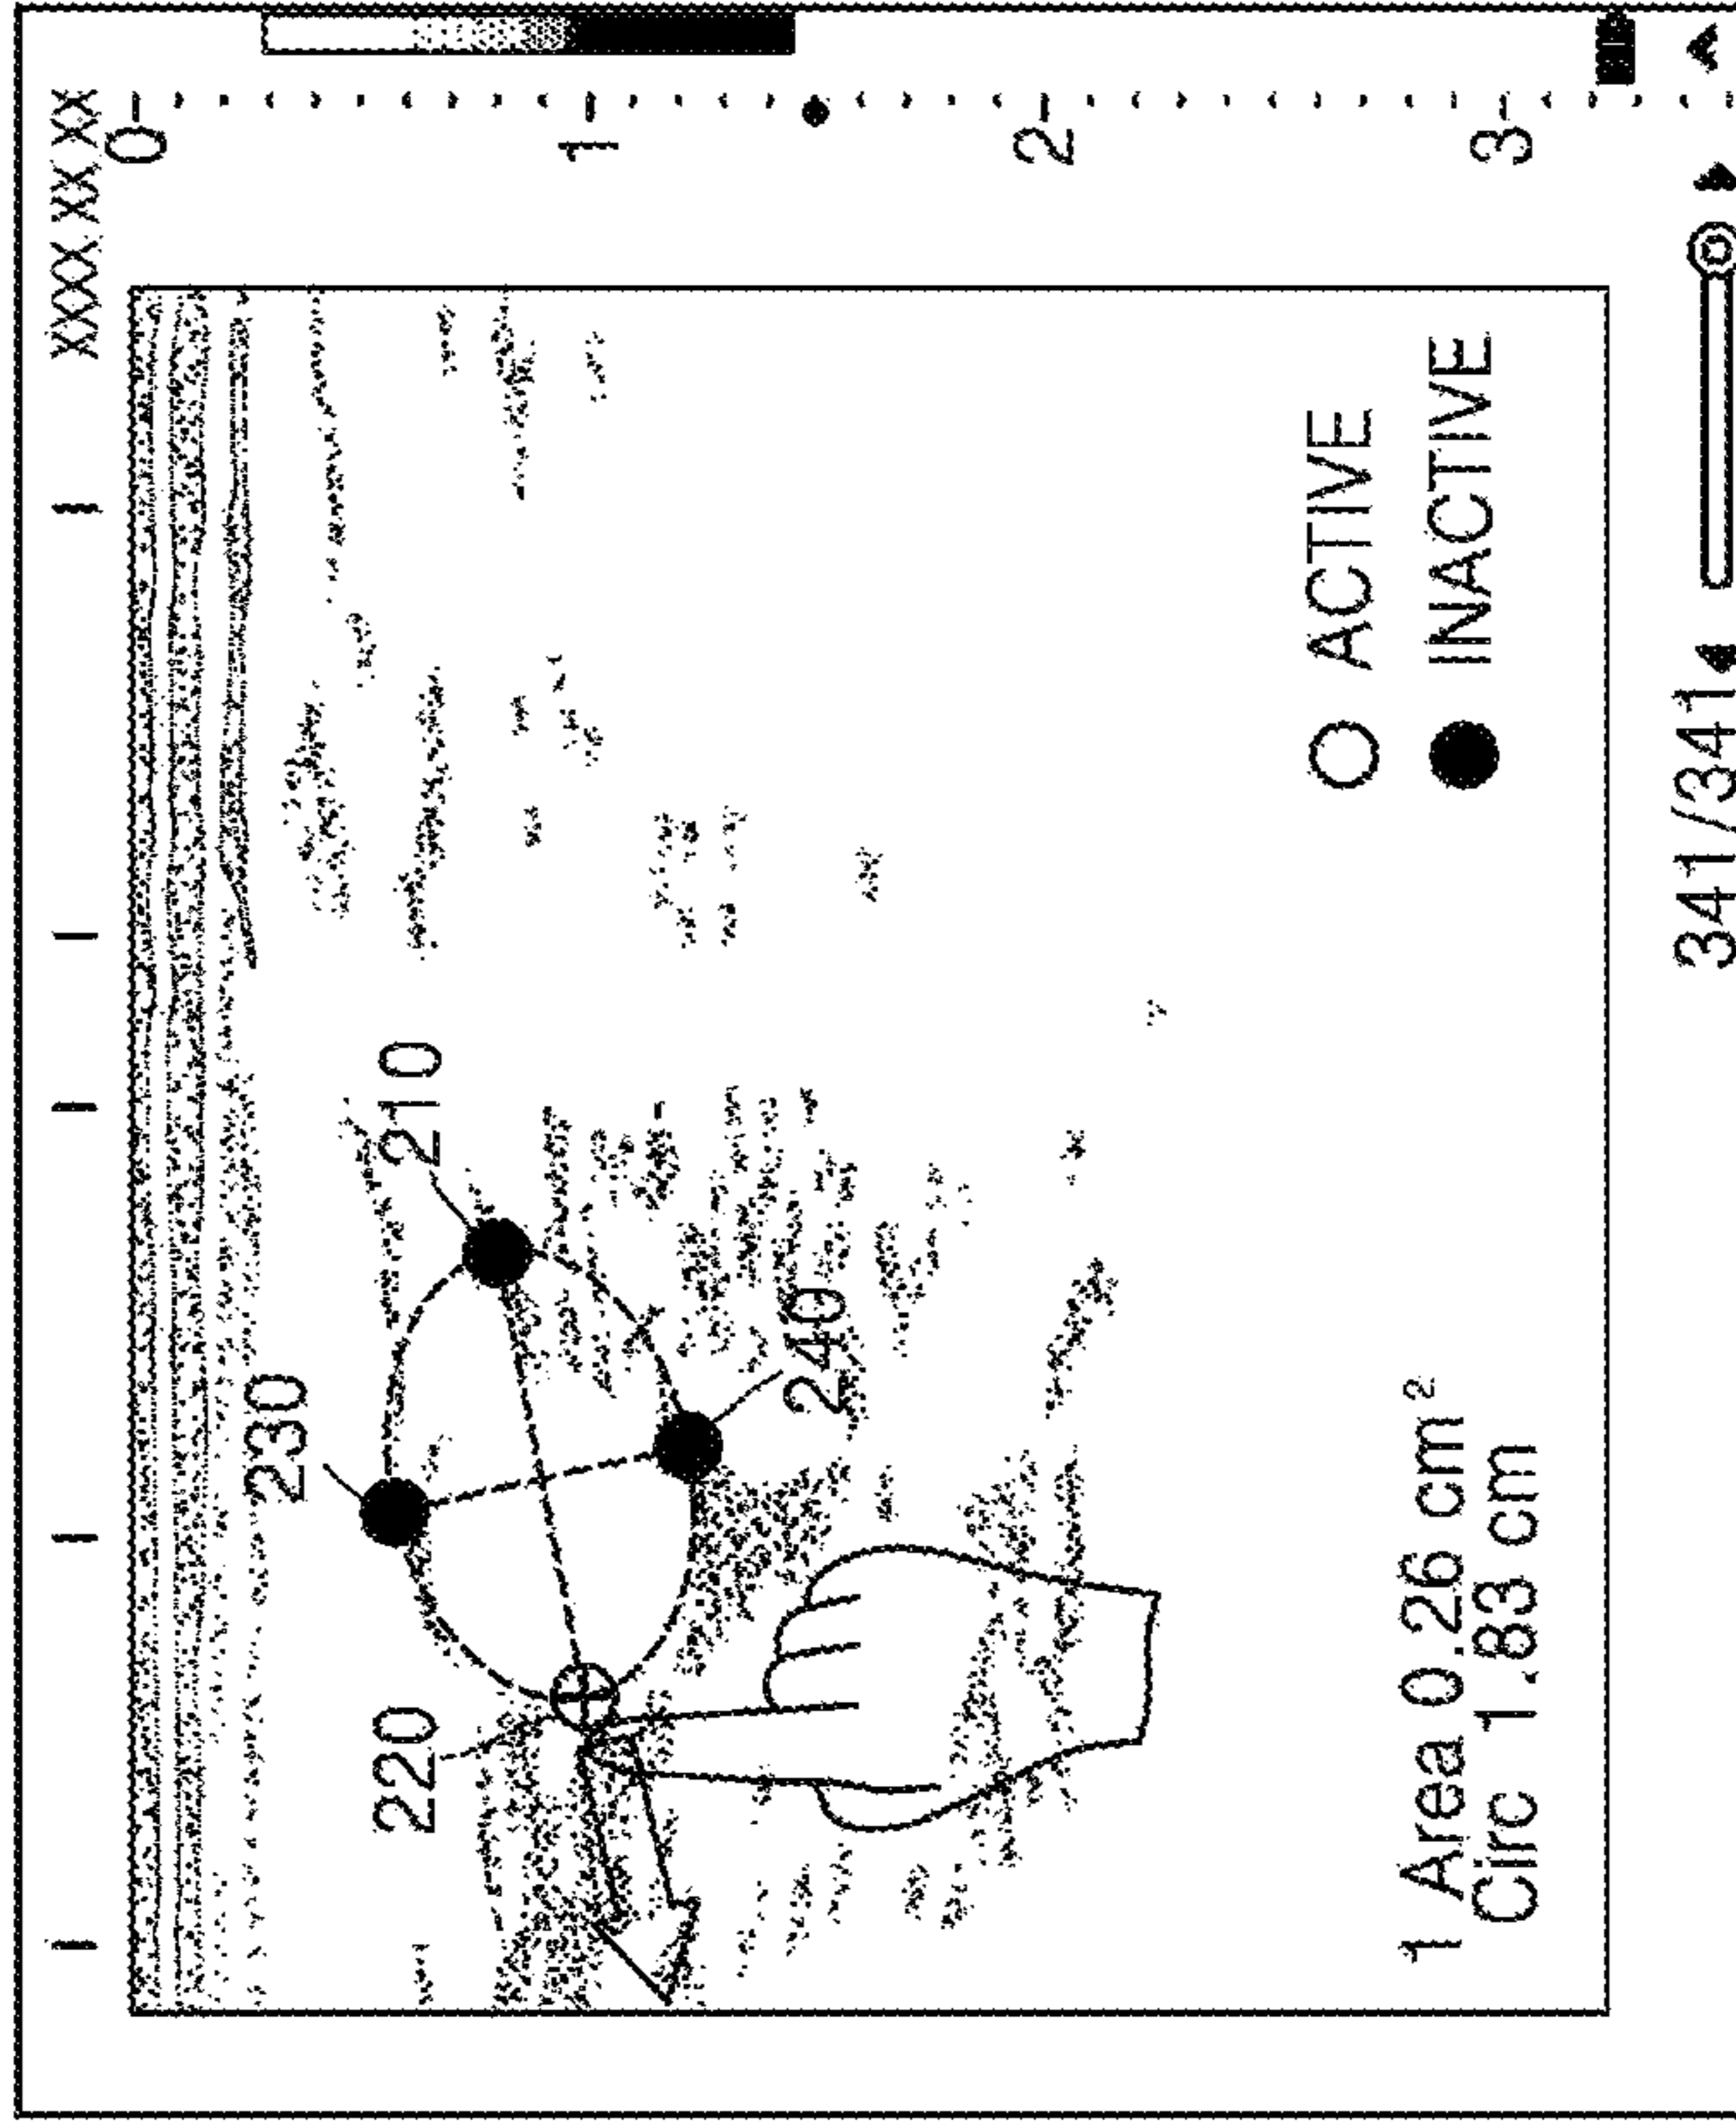 XXXX XX XX
0
1
2
3
230
210
220
240
ACTIVE
INACTIVE
1 Area 0.26 cm²
Circ 1.83 cm
341/341